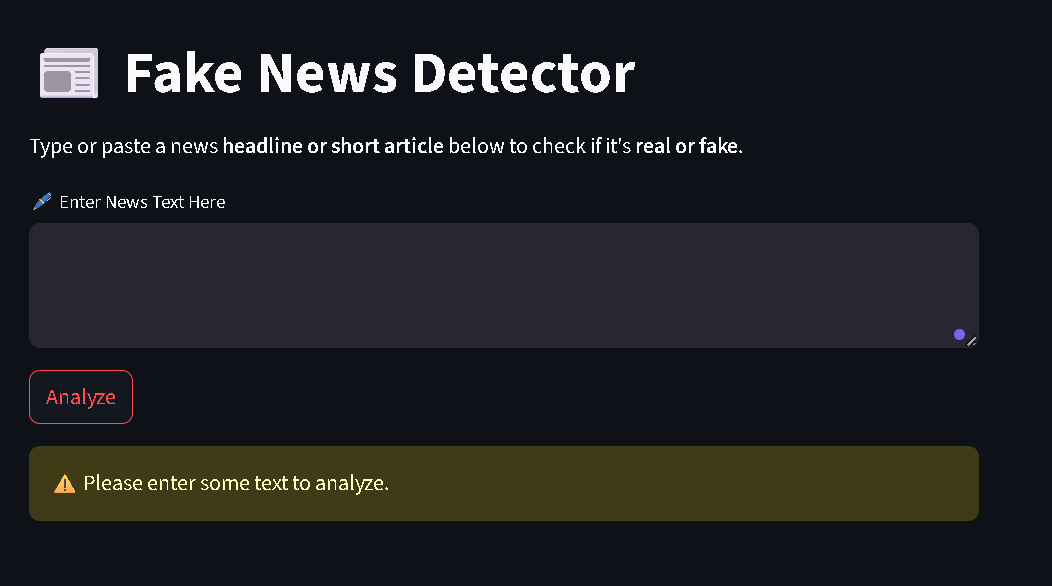 Fake News Detector
Type or paste a news headline or short article below to check if it's real or fake.
Enter News Text Here
Analyze
Please enter some text to analyze.